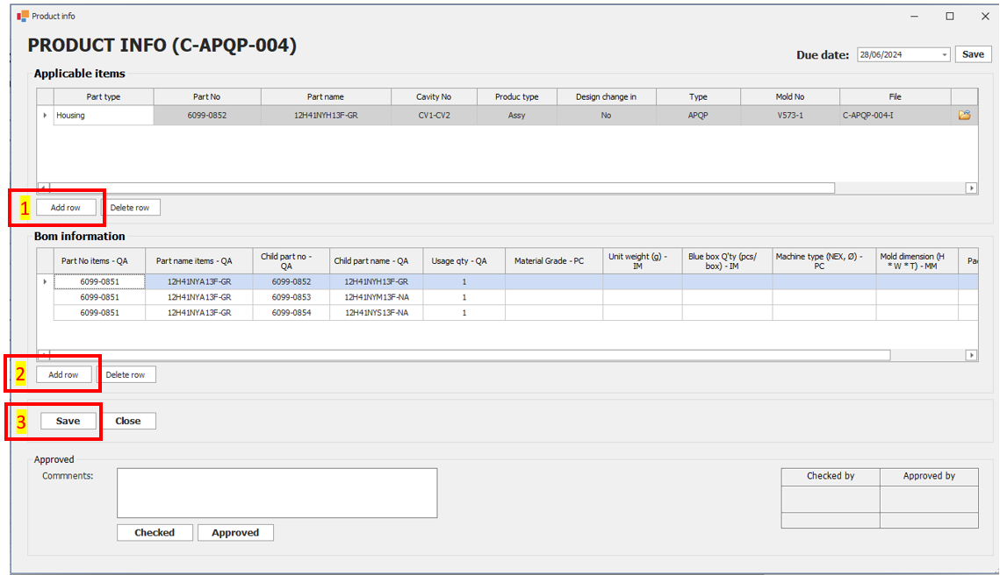 Product info
PRODUCT INFO (C-APQP-004)
Due date: 28/06/2024 Save
Applicable items
Part type Part No Part name Cavity No Produc type Design change in Type Mold No File
Housing 6099-0852 12H41NYH13F-GR CV1-CV2 Assy No APQP V573-1 C-APQP-004-I
1 Add row Delete row
Bom information
Part No items - QA Part name items - QA Child part no - QA Child part name - QA Usage qty - QA Material Grade - PC Unit weight (g) - IM Blue box Q'ty (pcs/ box) - IM Machine type (NEX, Ø) - PC Mold dimension (H * W * T) - MM
6099-0851 12H41NYA13F-GR 6099-0852 12H41NYH13F-GR 1
6099-0851 12H41NYA13F-GR 6099-0853 12H41NYM13F-NA 1
6099-0851 12H41NYA13F-GR 6099-0854 12H41NYS13F-NA 1
2 Add row Delete row
3 Save Close
Approved
Commnents:
Checked by Approved by
Checked Approved